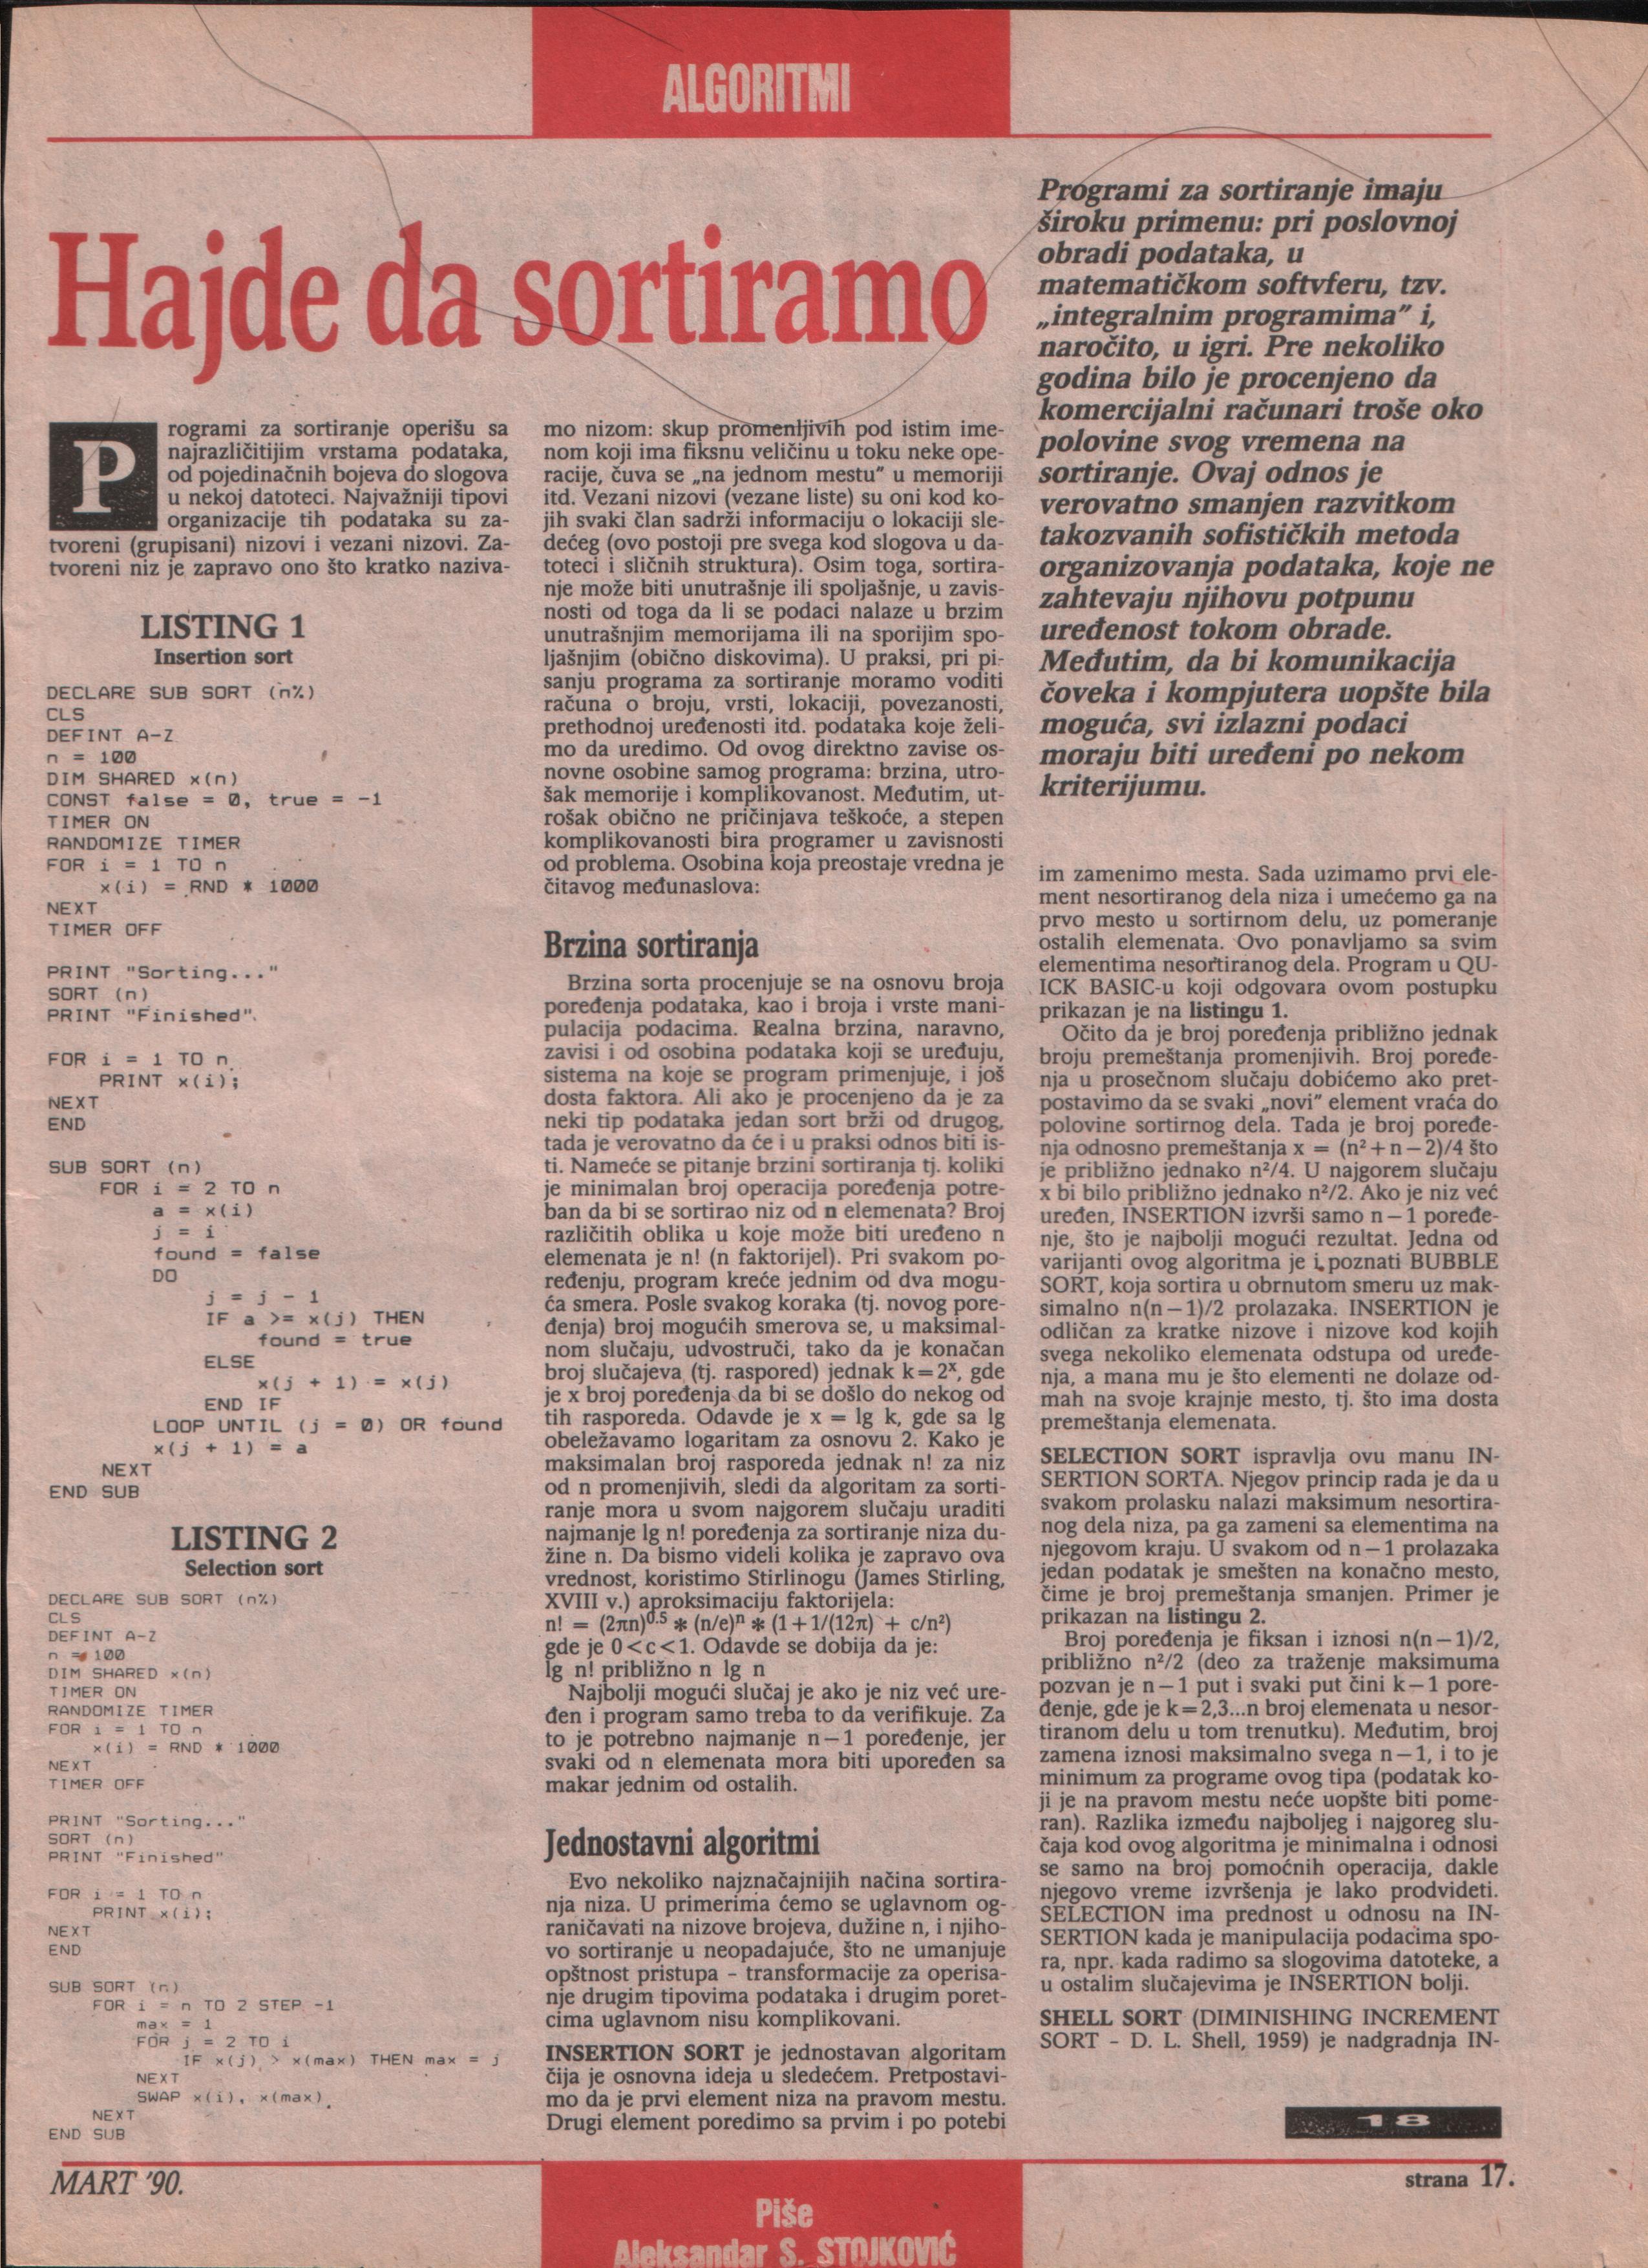 ALGORITMI
Hajde da sortiramo
Programi za sortiranje imaju
široku primenu: pri poslovnoj
obradi podataka, u
matematičkom softvferu, tzv.
„integralnim programima” i,
naročito, u igri. Pre nekoliko
godina bilo je procenjeno da
komercijalni računari troše oko
polovine svog vremena na
sortiranje. Ovaj odnos je
verovatno smanjen razvitkom
takozvanih sofističkih metoda
organizovanja podataka, koje ne
zahtevaju njihovu potpunu
uređenost tokom obrade.
Međutim, da bi komunikacija
čoveka i kompjutera uopšte bila
moguća, svi izlazni podaci
moraju biti uređeni po nekom
kriterijumu.
Programi za sortiranje operišu sa
najrazličitijim vrstama podataka,
od pojedinačnih bojeva do slogova
u nekoj datoteci. Najvažniji tipovi
organizacije tih podataka su za-
tvoreni (grupisani) nizovi i vezani nizovi. Za-
tvoreni niz je zapravo ono što kratko naziva-
LISTING 1
Insertion sort
DECLARE SUB SORT (n%)
CLS
DEFINT A-Z
n = 100
DIM SHARED x(n)
CONST false = 0, true = -1
TIMER ON
RANDOMIZE TIMER
FOR i = 1 TO n
x(i) = RND * 1000
NEXT
TIMER OFF
PRINT "Sorting..."
SORT (n)
PRINT "Finished"
FOR i = 1 TO n
PRINT x(i);
NEXT
END
SUB SORT (n)
FOR i = 2 TO n
a = x(i)
j = i
found = false
DO
j = j - 1
IF a >= x(j) THEN
found = true
ELSE
x(j + 1) = x(j)
END IF
LOOP UNTIL (j = 0) OR found
x(j + 1) = a
NEXT
END SUB
LISTING 2
Selection sort
DECLARE SUB SORT (n%)
CLS
DEFINT A-Z
n = 100
DIM SHARED x(n)
TIMER ON
RANDOMIZE TIMER
FOR i = 1 TO n
x(i) = RND * 1000
NEXT
TIMER OFF
PRINT "Sorting..."
SORT (n)
PRINT "Finished"
FOR i = 1 TO n
PRINT x(i);
NEXT
END
SUB SORT (n)
FOR i = n TO 2 STEP -1
max = 1
FOR j = 2 TO i
IF x(j) > x(max) THEN max = j
NEXT
SWAP x(i), x(max)
NEXT
END SUB
mo nizom: skup promenljivih pod istim ime-
nom koji ima fiksnu veličinu u toku neke ope-
racije, čuva se „na jednom mestu” u memoriji
itd. Vezani nizovi (vezane liste) su oni kod ko-
jih svaki član sadrži informaciju o lokaciji sle-
dećeg (ovo postoji pre svega kod slogova u da-
toteci i sličnih struktura). Osim toga, sortira-
nje može biti unutrašnje ili spoljašnje, u zavis-
nosti od toga da li se podaci nalaze u brzim
unutrašnjim memorijama ili na sporijim spo-
ljašnjim (obično diskovima). U praksi, pri pi-
sanju programa za sortiranje moramo voditi
računa o broju, vrsti, lokaciji, povezanosti,
prethodnoj uređenosti itd. podataka koje želi-
mo da uredimo. Od ovog direktno zavise os-
novne osobine samog programa: brzina, utro-
šak memorije i komplikovanost. Međutim, ut-
rošak obično ne pričinjava teškoće, a stepen
komplikovanosti bira programer u zavisnosti
od problema. Osobina koja preostaje vredna je
čitavog međunaslova:
Brzina sortiranja
Brzina sorta procenjuje se na osnovu broja
poređenja podataka, kao i broja i vrste mani-
pulacija podacima. Realna brzina, naravno,
zavisi i od osobina podataka koji se uređuju,
sistema na koje se program primenjuje, i još
dosta faktora. Ali ako je procenjeno da je za
neki tip podataka jedan sort brži od drugog,
tada je verovatno da će i u praksi odnos biti is-
ti. Nameće se pitanje brzini sortiranja tj. koliki
je minimalan broj operacija poređenja potre-
ban da bi se sortirao niz od n elemenata? Broj
različitih oblika u koje može biti uređeno n
elemenata je n! (n faktorijel). Pri svakom po-
ređenju, program kreće jednim od dva mogu-
ća smera. Posle svakog koraka (tj. novog pore-
đenja) broj mogućih smerova se, u maksimal-
nom slučaju, udvostruči, tako da je konačan
broj slučajeva (tj. raspored) jednak k=2ˣ, gde
je x broj poređenja da bi se došlo do nekog od
tih rasporeda. Odavde je x = lg k, gde sa lg
obeležavamo logaritam za osnovu 2. Kako je
maksimalan broj rasporeda jednak n! za niz
od n promenjivih, sledi da algoritam za sorti-
ranje mora u svom najgorem slučaju uraditi
najmanje lg n! poređenja za sortiranje niza du-
žine n. Da bismo videli kolika je zapravo ova
vrednost, koristimo Stirlinogu (James Stirling,
XVIII v.) aproksimaciju faktorijela:
n! = (2πn)⁰·⁵ * (n/e)ⁿ * (1+1/(12π) + c/n²)
gde je 0<c<1. Odavde se dobija da je:
lg n! približno n lg n
Najbolji mogući slučaj je ako je niz već ure-
đen i program samo treba to da verifikuje. Za
to je potrebno najmanje n−1 poređenje, jer
svaki od n elemenata mora biti upoređen sa
makar jednim od ostalih.
Jednostavni algoritmi
Evo nekoliko najznačajnijih načina sortira-
nja niza. U primerima ćemo se uglavnom og-
raničavati na nizove brojeva, dužine n, i njiho-
vo sortiranje u neopadajuće, što ne umanjuje
opštnost pristupa – transformacije za operisa-
nje drugim tipovima podataka i drugim poret-
cima uglavnom nisu komplikovani.
INSERTION SORT je jednostavan algoritam
čija je osnovna ideja u sledećem. Pretpostavi-
mo da je prvi element niza na pravom mestu.
Drugi element poredimo sa prvim i po potebi
im zamenimo mesta. Sada uzimamo prvi ele-
ment nesortiranog dela niza i umećemo ga na
prvo mesto u sortirnom delu, uz pomeranje
ostalih elemenata. Ovo ponavljamo sa svim
elementima nesortiranog dela. Program u QU-
ICK BASIC-u koji odgovara ovom postupku
prikazan je na listingu 1.
Očito da je broj poređenja približno jednak
broju premeštanja promenjivih. Broj poređe-
nja u prosečnom slučaju dobićemo ako pret-
postavimo da se svaki „novi” element vraća do
polovine sortirnog dela. Tada je broj poređe-
nja odnosno premeštanja x = (n²+n−2)/4 što
je približno jednako n²/4. U najgorem slučaju
x bi bilo približno jednako n²/2. Ako je niz već
uređen, INSERTION izvrši samo n−1 poređe-
nje, što je najbolji mogući rezultat. Jedna od
varijanti ovog algoritma je i poznati BUBBLE
SORT, koja sortira u obrnutom smeru uz mak-
simalno n(n−1)/2 prolazaka. INSERTION je
odličan za kratke nizove i nizove kod kojih
svega nekoliko elemenata odstupa od uređe-
nja, a mana mu je što elementi ne dolaze od-
mah na svoje krajnje mesto, tj. što ima dosta
premeštanja elemenata.
SELECTION SORT ispravlja ovu manu IN-
SERTION SORTA. Njegov princip rada je da u
svakom prolasku nalazi maksimum nesortira-
nog dela niza, pa ga zameni sa elementima na
njegovom kraju. U svakom od n−1 prolazaka
jedan podatak je smešten na konačno mesto,
čime je broj premeštanja smanjen. Primer je
prikazan na listingu 2.
Broj poređenja je fiksan i iznosi n(n−1)/2,
približno n²/2 (deo za traženje maksimuma
pozvan je n−1 put i svaki put čini k−1 pore-
đenje, gde je k=2,3...n broj elemenata u nesor-
tiranom delu u tom trenutku). Međutim, broj
zamena iznosi maksimalno svega n−1, i to je
minimum za programe ovog tipa (podatak ko-
ji je na pravom mestu neće uopšte biti pome-
ran). Razlika između najboljeg i najgoreg slu-
čaja kod ovog algoritma je minimalna i odnosi
se samo na broj pomoćnih operacija, dakle
njegovo vreme izvršenja je lako prodvideti.
SELECTION ima prednost u odnosu na IN-
SERTION kada je manipulacija podacima spo-
ra, npr. kada radimo sa slogovima datoteke, a
u ostalim slučajevima je INSERTION bolji.
SHELL SORT (DIMINISHING INCREMENT
SORT – D. L. Shell, 1959) je nadgradnja IN-
18
MART '90.
strana 17.
Piše
Aleksandar S. STOJKOVIĆ